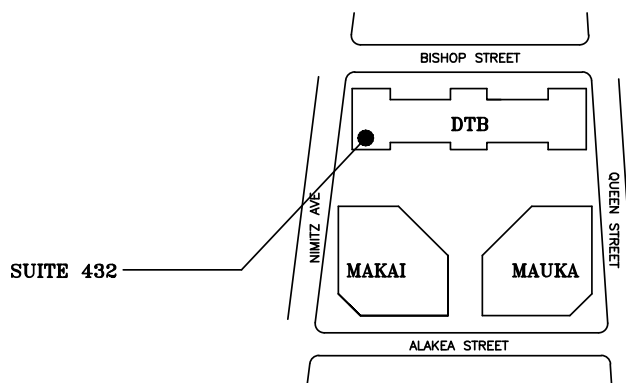 BISHOP STREET
DTB
NIMITZ AVE
QUEEN STREET
SUITE 432
MAKAI
MAUKA
ALAKEA STREET